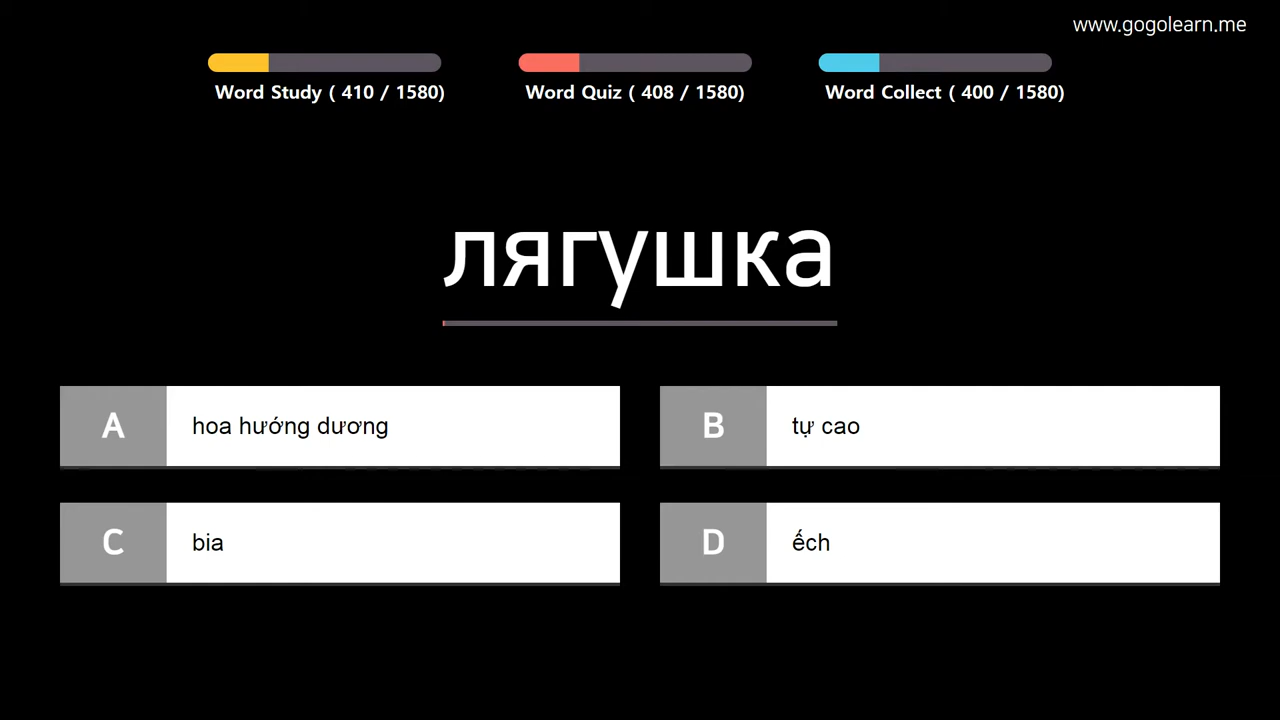 www.gogolearn.me
Word Study ( 410 / 1580)
Word Quiz ( 408 / 1580)
Word Collect ( 400 / 1580)
лягушка
A
hoa hướng dương
B
tự cao
C
bia
D
ếch